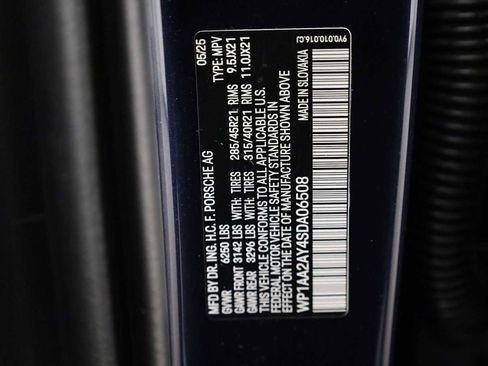 MFD BY DR. ING. H.C. F. PORSCHE AG 05/25
GVWR 6250 LBS TYPE: MPV
GAWR FRONT 3142 LBS WITH: TIRES 285/45R21 RIMS 9.5JX21
GAWR REAR 3296 LBS WITH: TIRES 315/40R21 RIMS 11.0JX21
THIS VEHICLE CONFORMS TO ALL APPLICABLE U.S.
FEDERAL MOTOR VEHICLE SAFETY STANDARDS IN
EFFECT ON THE DATE OF MANUFACTURE SHOWN ABOVE
WP1AA2AY4SDA06508 MADE IN SLOVAKIA
9Y0.010.016.CJ